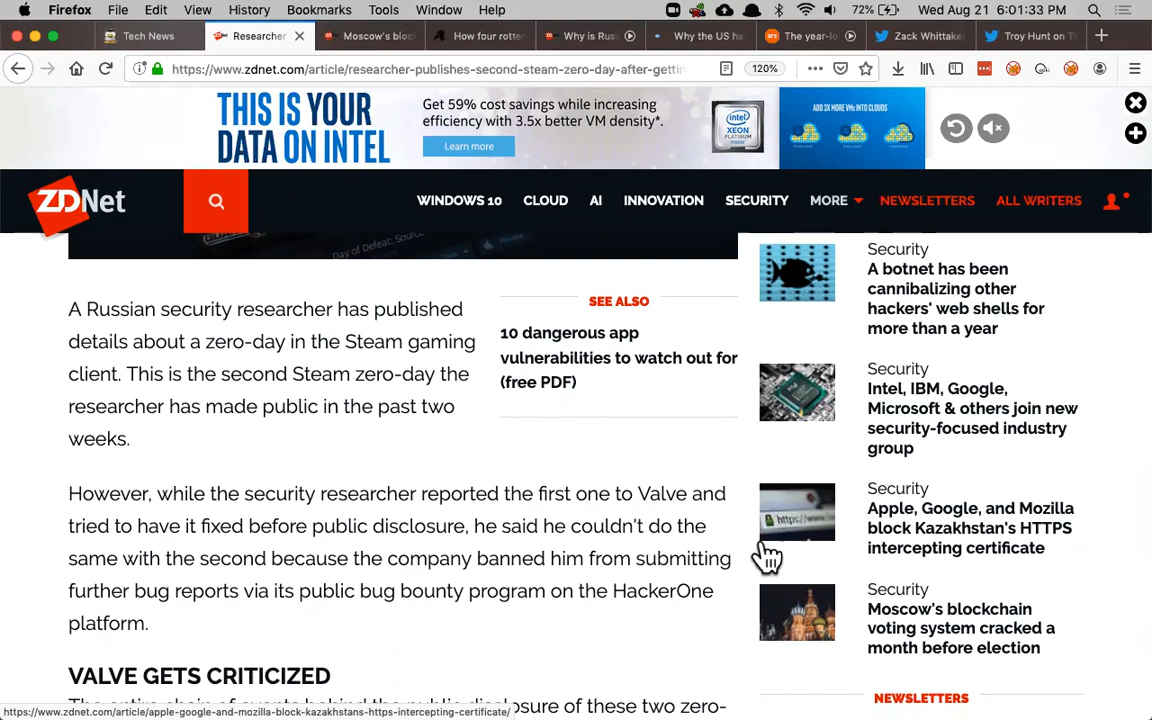 Firefox File Edit View History Bookmarks Tools Window Help 72% Wed Aug 21 6:01:33 PM
Tech News Researcher Moscow's bloc How four rotter Why is Russ Why the US ha The year-lo Zack Whittake Troy Hunt on Tw
https://www.zdnet.com/article/researcher-publishes-second-steam-zero-day-after-gettin 120%
THIS IS YOUR
DATA ON INTEL
Get 59% cost savings while increasing
efficiency with 3.5x better VM density*.
Learn more
intel
XEON
PLATINUM
inside
ADD 3X MORE VMs INTO CLOUDS
ZDNet WINDOWS 10 CLOUD AI INNOVATION SECURITY MORE NEWSLETTERS ALL WRITERS
Day of Defeat: Source
A Russian security researcher has published
details about a zero-day in the Steam gaming
client. This is the second Steam zero-day the
researcher has made public in the past two
weeks.
SEE ALSO
10 dangerous app
vulnerabilities to watch out for
(free PDF)
However, while the security researcher reported the first one to Valve and
tried to have it fixed before public disclosure, he said he couldn't do the
same with the second because the company banned him from submitting
further bug reports via its public bug bounty program on the HackerOne
platform.
VALVE GETS CRITICIZED
The entire chain of events behind the public disclosure of these two zero-
Security
A botnet has been
cannibalizing other
hackers' web shells for
more than a year
Security
Intel, IBM, Google,
Microsoft & others join new
security-focused industry
group
https://www
Security
Apple, Google, and Mozilla
block Kazakhstan's HTTPS
intercepting certificate
Security
Moscow's blockchain
voting system cracked a
month before election
NEWSLETTERS
https://www.zdnet.com/article/apple-google-and-mozilla-block-kazakhstans-https-intercepting-certificate/